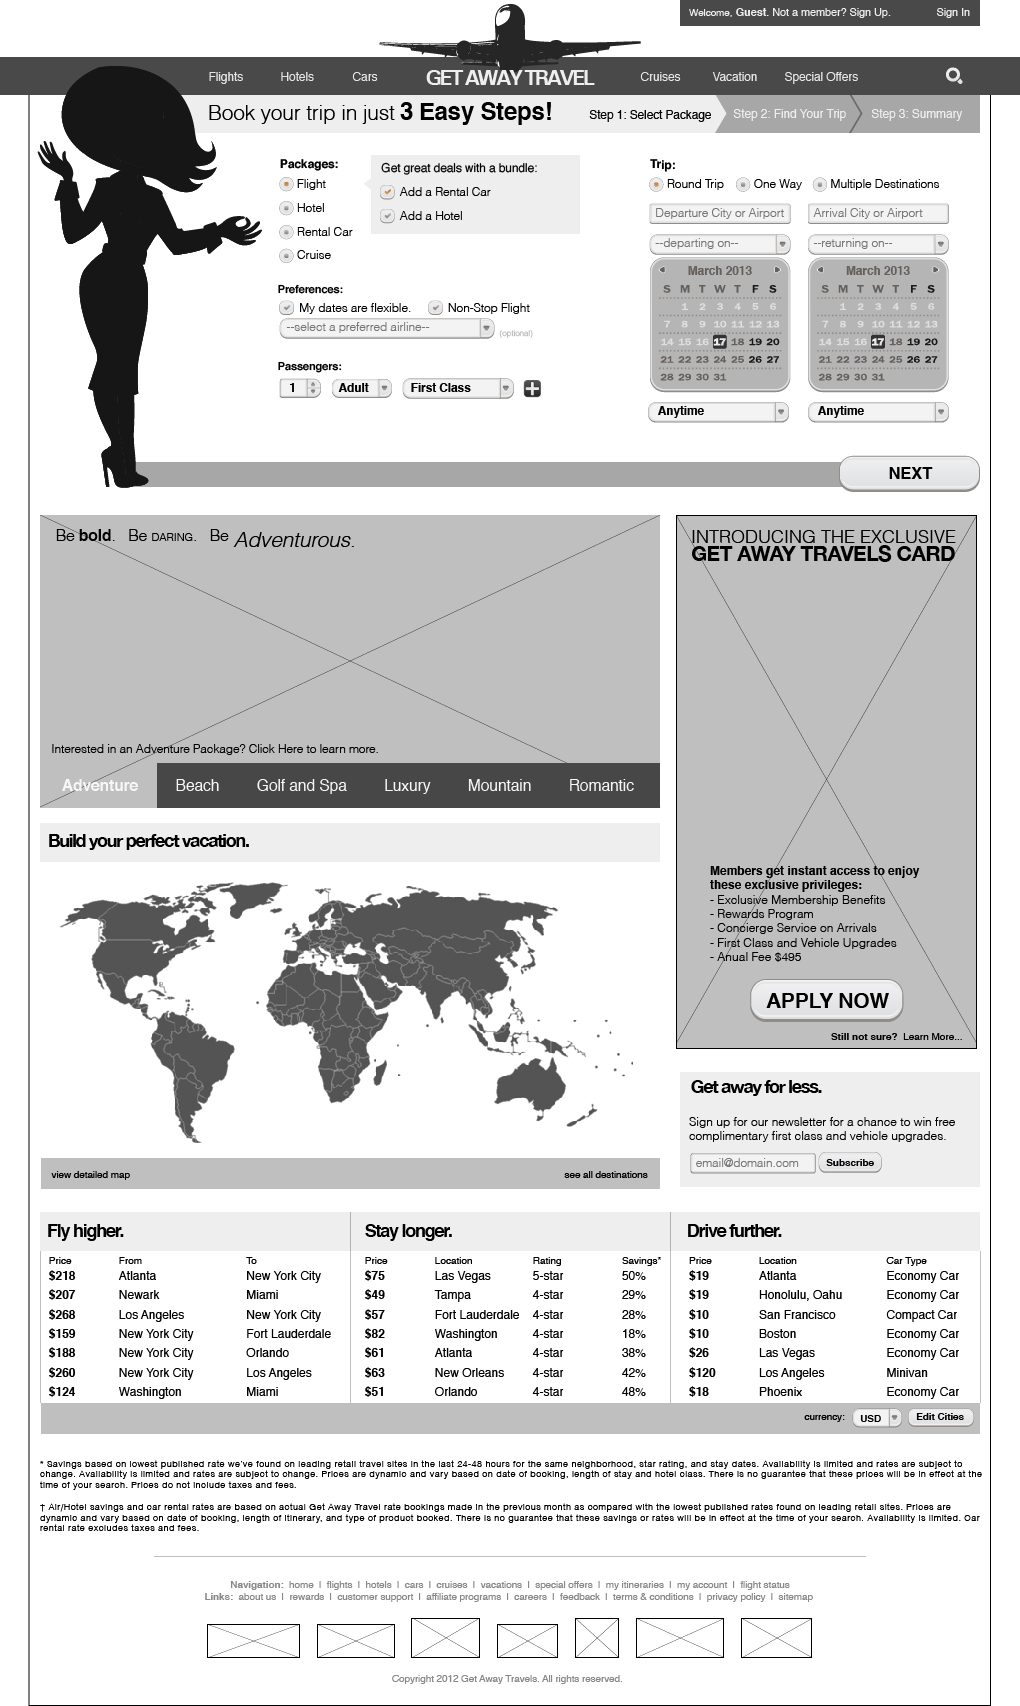 Welcome, Guest. Not a member? Sign Up. Sign In
Flights Hotels Cars GET AWAY TRAVEL Cruises Vacation Special Offers
Book your trip in just 3 Easy Steps! Step 1: Select Package Step 2: Find Your Trip Step 3: Summary
Packages:
Flight
Hotel
Rental Car
Cruise
Get great deals with a bundle:
Add a Rental Car
Add a Hotel
Preferences:
My dates are flexible. Non-Stop Flight
--select a preferred airline-- (optional)
Passengers:
1 Adult First Class
Trip:
Round Trip One Way Multiple Destinations
Departure City or Airport Arrival City or Airport
--departing on-- --returning on--
March 2013 March 2013
S M T W T F S S M T W T F S
1 2 3 4 5 6 1 2 3 4 5 6
7 8 9 10 11 12 13 7 8 9 10 11 12 13
14 15 16 17 18 19 20 14 15 16 17 18 19 20
21 22 23 24 25 26 27 21 22 23 24 25 26 27
28 29 30 31 28 29 30 31
Anytime Anytime
NEXT
Be bold. Be DARING. Be Adventurous.
Interested in an Adventure Package? Click Here to learn more.
Adventure Beach Golf and Spa Luxury Mountain Romantic
INTRODUCING THE EXCLUSIVE
GET AWAY TRAVELS CARD
Members get instant access to enjoy
these exclusive privileges:
- Exclusive Membership Benefits
- Rewards Program
- Concierge Service on Arrivals
- First Class and Vehicle Upgrades
- Anual Fee $495
APPLY NOW
Still not sure? Learn More...
Build your perfect vacation.
view detailed map see all destinations
Get away for less.
Sign up for our newsletter for a chance to win free
complimentary first class and vehicle upgrades.
email@domain.com Subscribe
Fly higher.
Price From To
$218 Atlanta New York City
$207 Newark Miami
$268 Los Angeles New York City
$159 New York City Fort Lauderdale
$188 New York City Orlando
$260 New York City Los Angeles
$124 Washington Miami
Stay longer.
Price Location Rating Savings*
$75 Las Vegas 5-star 50%
$49 Tampa 4-star 29%
$57 Fort Lauderdale 4-star 28%
$82 Washington 4-star 18%
$61 Atlanta 4-star 38%
$63 New Orleans 4-star 42%
$51 Orlando 4-star 48%
Drive further.
Price Location Car Type
$19 Atlanta Economy Car
$19 Honolulu, Oahu Economy Car
$10 San Francisco Compact Car
$10 Boston Economy Car
$26 Las Vegas Economy Car
$120 Los Angeles Minivan
$18 Phoenix Economy Car
currency: USD Edit Cities
* Savings based on lowest published rate we've found on leading retail travel sites in the last 24-48 hours for the same neighborhood, star rating, and stay dates. Availability is limited and rates are subject to
change. Availability is limited and rates are subject to change. Prices are dynamic and vary based on date of booking, length of stay and hotel class. There is no guarantee that these prices will be in effect at the
time of your search. Prices do not include taxes and fees.
† Air/Hotel savings and car rental rates are based on actual Get Away Travel rate bookings made in the previous month as compared with the lowest published rates found on leading retail sites. Prices are
dynamic and vary based on date of booking, length of itinerary, and type of product booked. There is no guarantee that these savings or rates will be in effect at the time of your search. Availability is limited. Car
rental rate excludes taxes and fees.
Navigation: home | flights | hotels | cars | cruises | vacations | special offers | my itineraries | my account | flight status
Links: about us | rewards | customer support | affiliate programs | careers | feedback | terms & conditions | privacy policy | sitemap
Copyright 2012 Get Away Travels. All rights reserved.